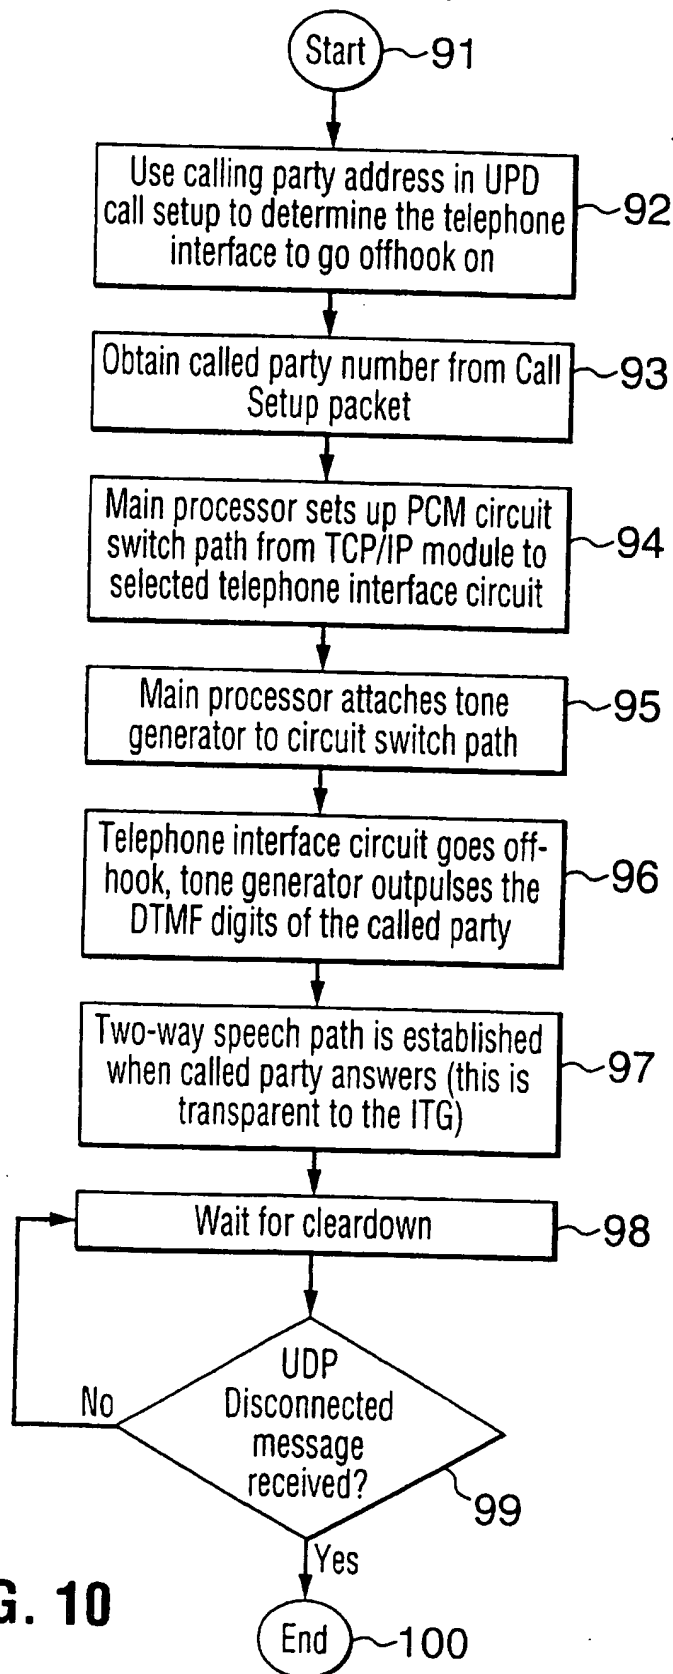 Start
91
Use calling party address in UPD
call setup to determine the telephone
interface to go offhook on
92
Obtain called party number from Call
Setup packet
93
Main processor sets up PCM circuit
switch path from TCP/IP module to
selected telephone interface circuit
94
Main processor attaches tone
generator to circuit switch path
95
Telephone interface circuit goes off-
hook, tone generator outpulses the
DTMF digits of the called party
96
Two-way speech path is established
when called party answers (this is
transparent to the ITG)
97
Wait for cleardown
98
UDP
Disconnected
message
received?
No
99
Yes
G. 10
End
100